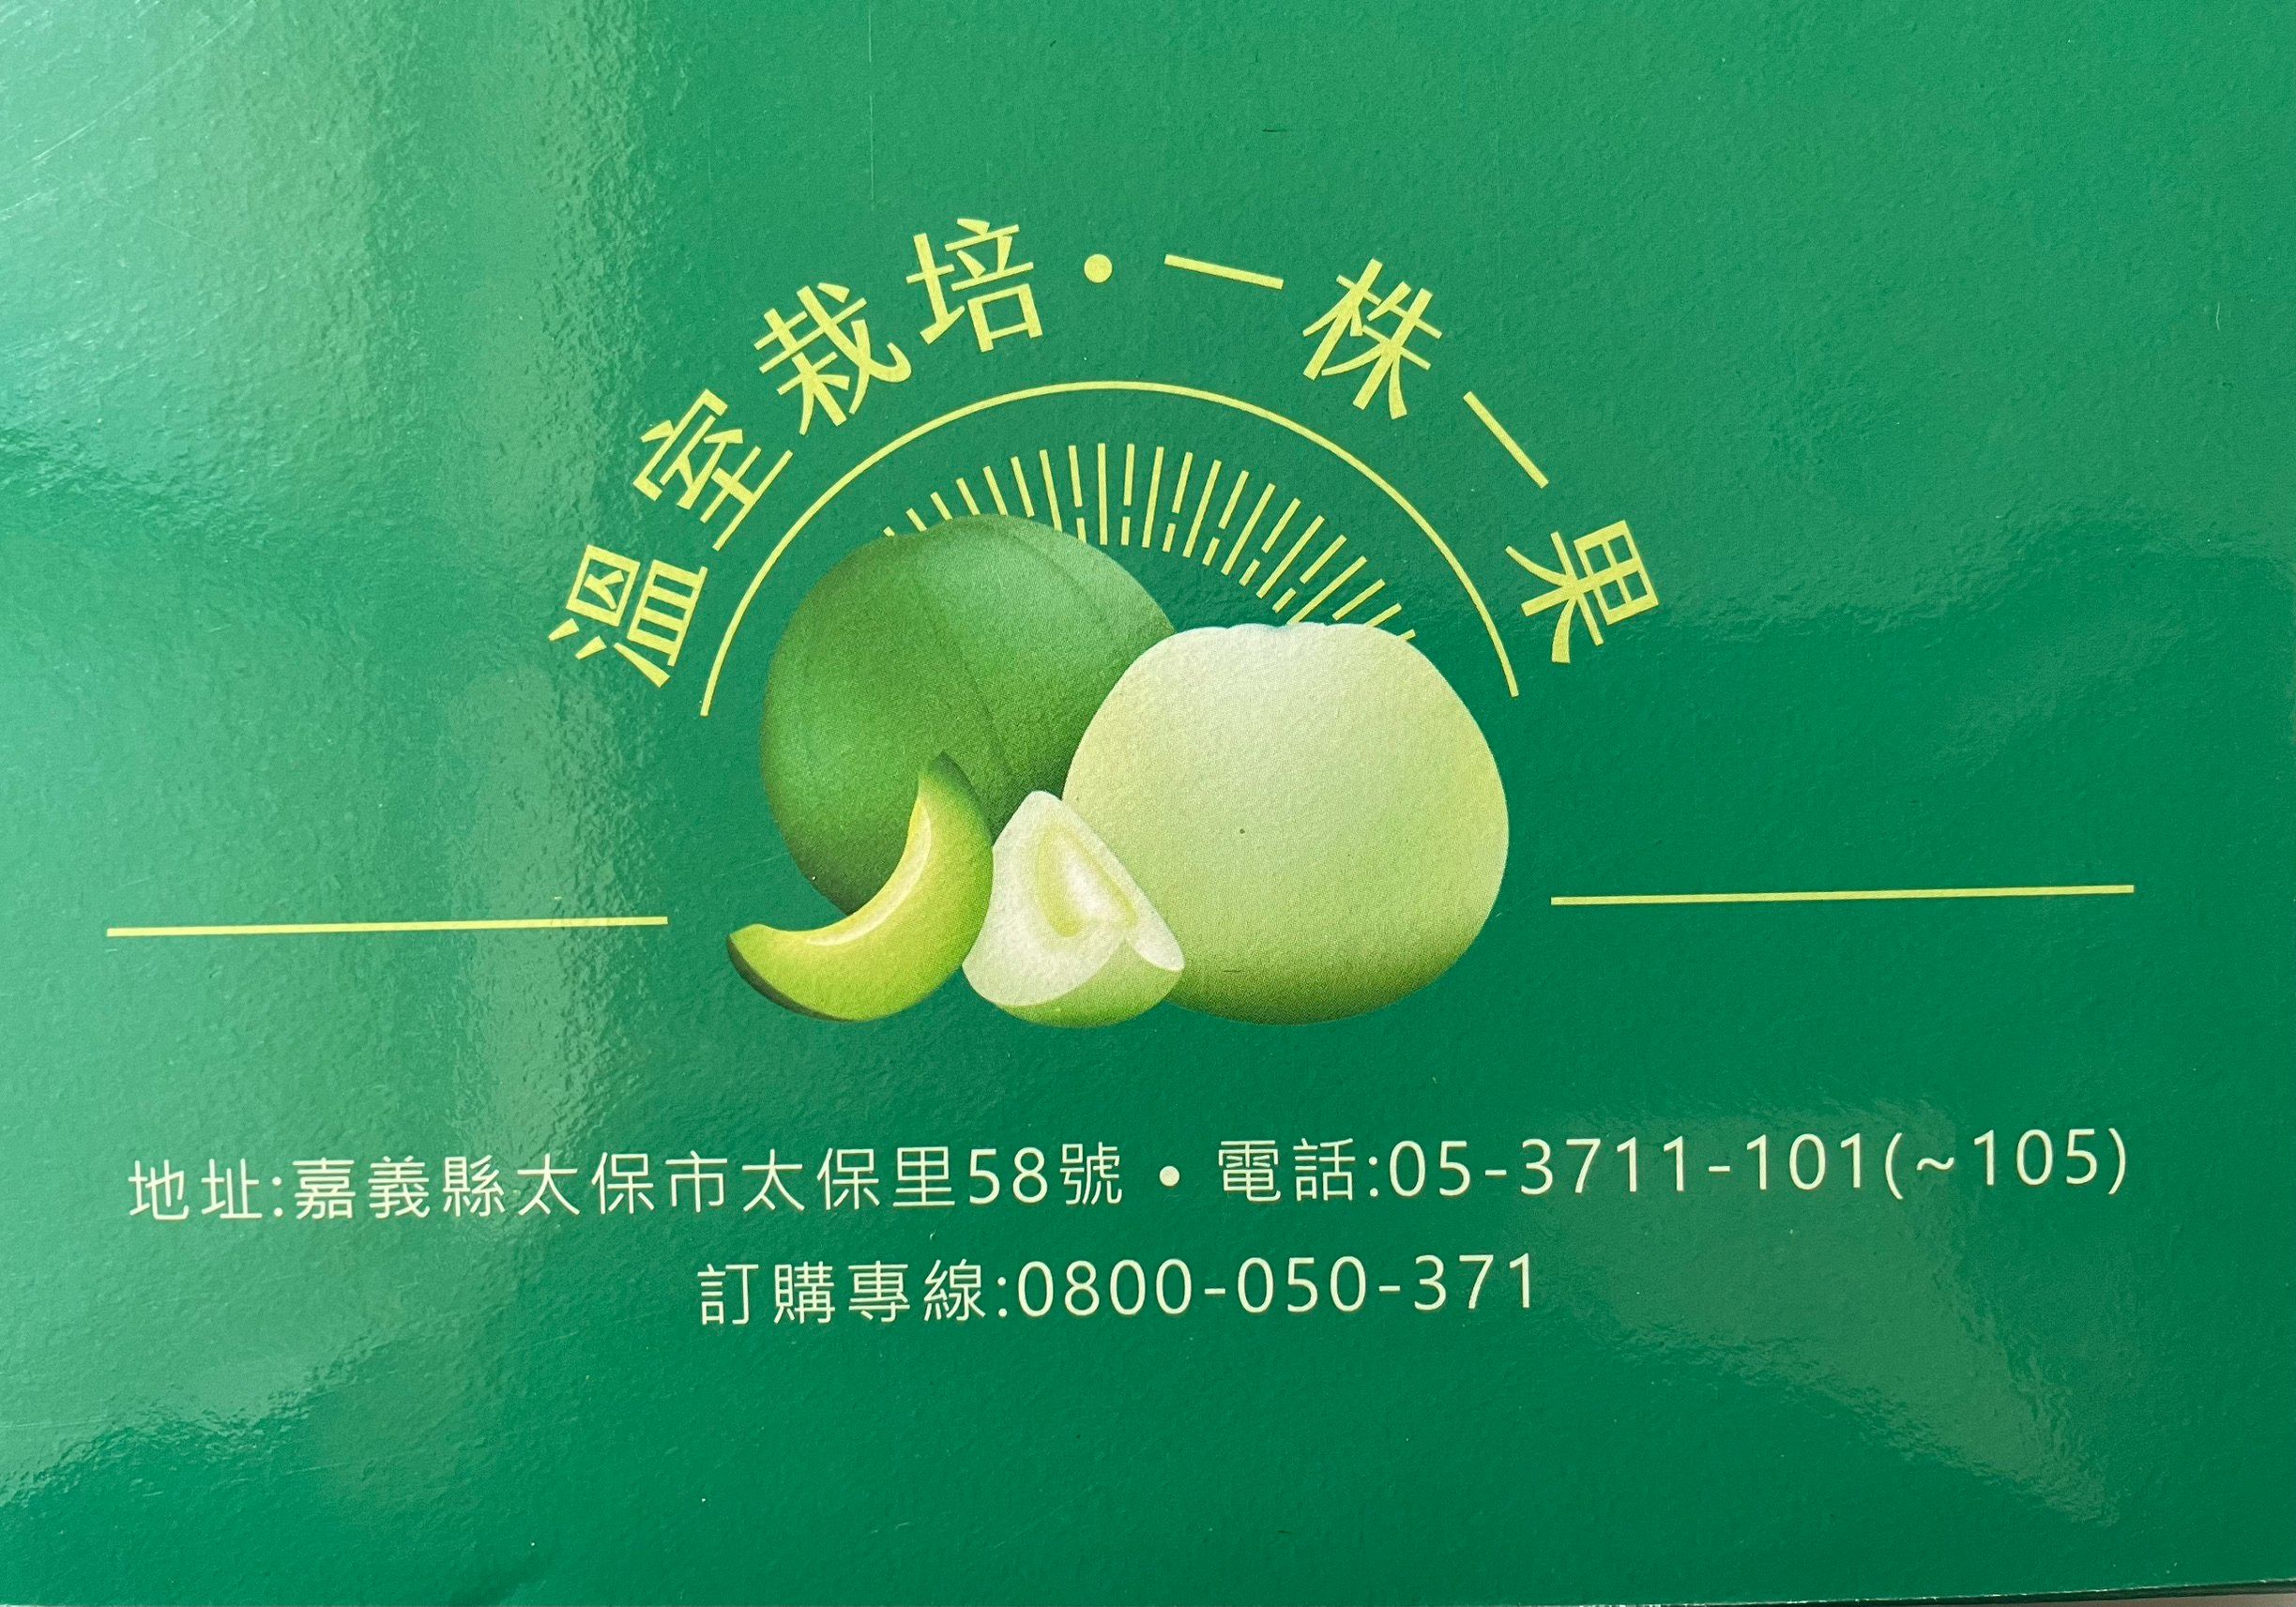 溫室栽培•一株一果
地址:嘉義縣太保市太保里58號•電話:05-3711-101(~105)
訂購專線:0800-050-371